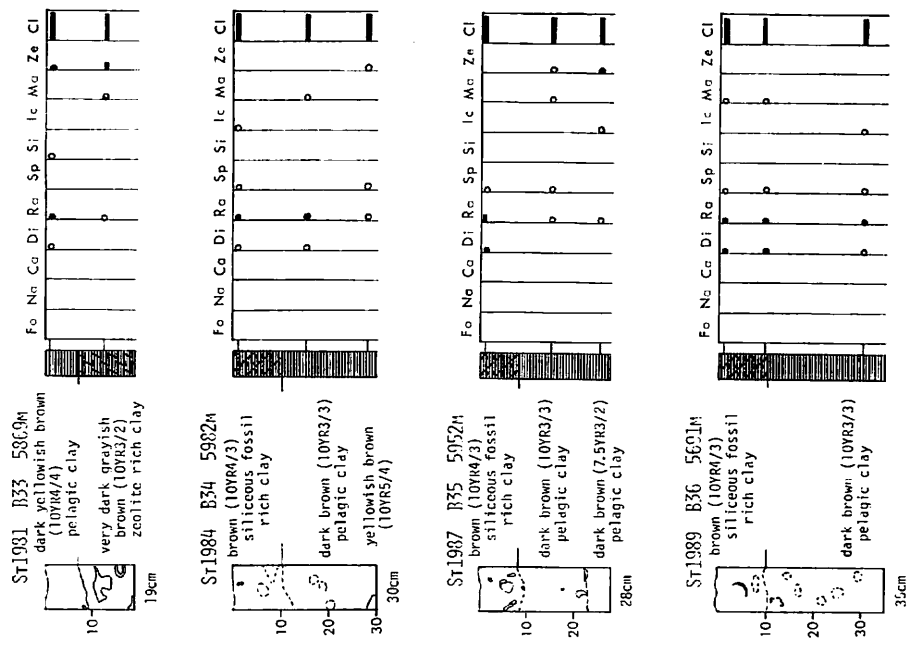 ST1981 B33 5869M
dark yellowish brown
(10YR4/4)
pelagic clay
very dark grayish
brown (10YR3/2)
zeolite rich clay
10
19cm
Fo Na Ca Di Ra Sp Si Ic Ma Ze Cl
ST1984 B34 5982M
brown (10YR4/3)
siliceous fossil
rich clay
dark brown (10YR3/3)
pelagic clay
yellowish brown
(10YR5/4)
10
20
30
30cm
Fo Na Ca Di Ra Sp Si Ic Ma Ze Cl
ST1987 B35 5952M
brown (10YR4/3)
siliceous fossil
rich clay
dark brown (10YR3/3)
pelagic clay
dark brown (7.5YR3/2)
pelagic clay
10
20
28cm
Fo Na Ca Di Ra Sp Si Ic Ma Ze Cl
ST1989 B36
brown (10YR4/3)
siliceous fossil
rich clay
dark brown (10YR3/3)
pelagic clay
10
20
30
35cm
Fo Na Ca Di Ra Sp Si Ic Ma Ze Cl